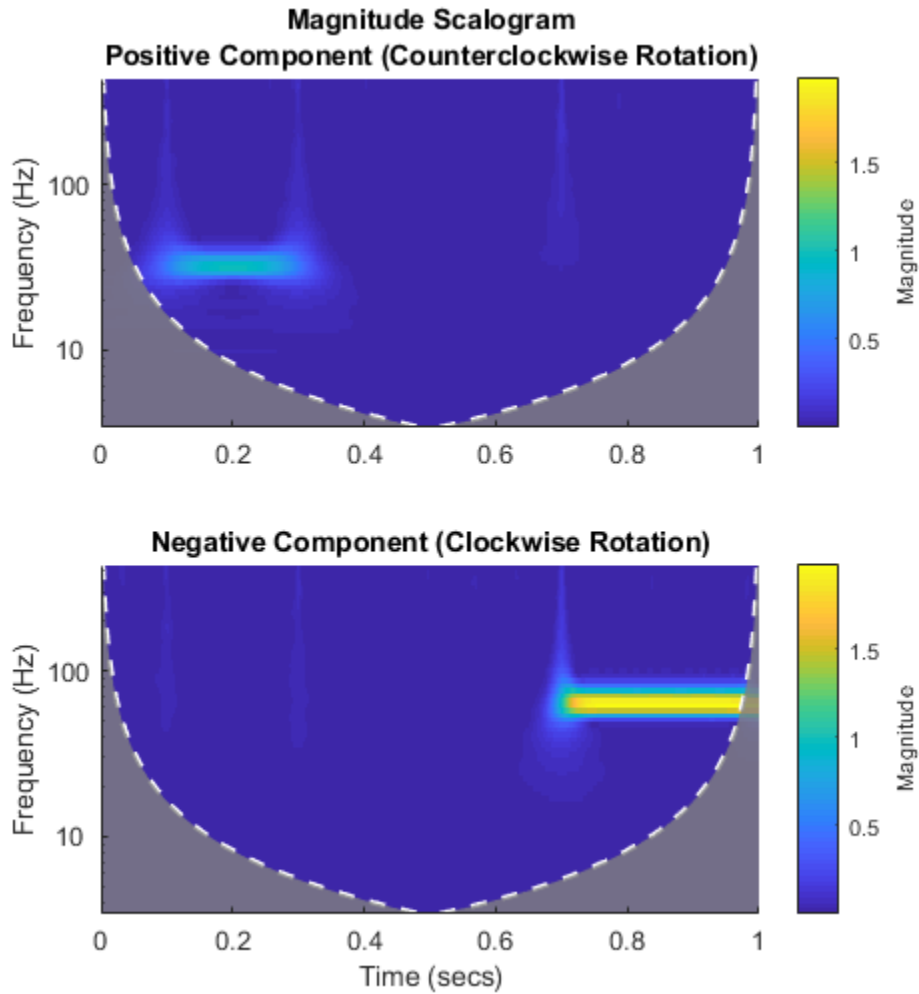 Magnitude Scalogram
Positive Component (Counterclockwise Rotation)
Frequency (Hz)
100
10
0 0.2 0.4 0.6 0.8 1
1.5
1
0.5
Magnitude
Negative Component (Clockwise Rotation)
Frequency (Hz)
100
10
0 0.2 0.4 0.6 0.8 1
Time (secs)
1.5
1
0.5
Magnitude